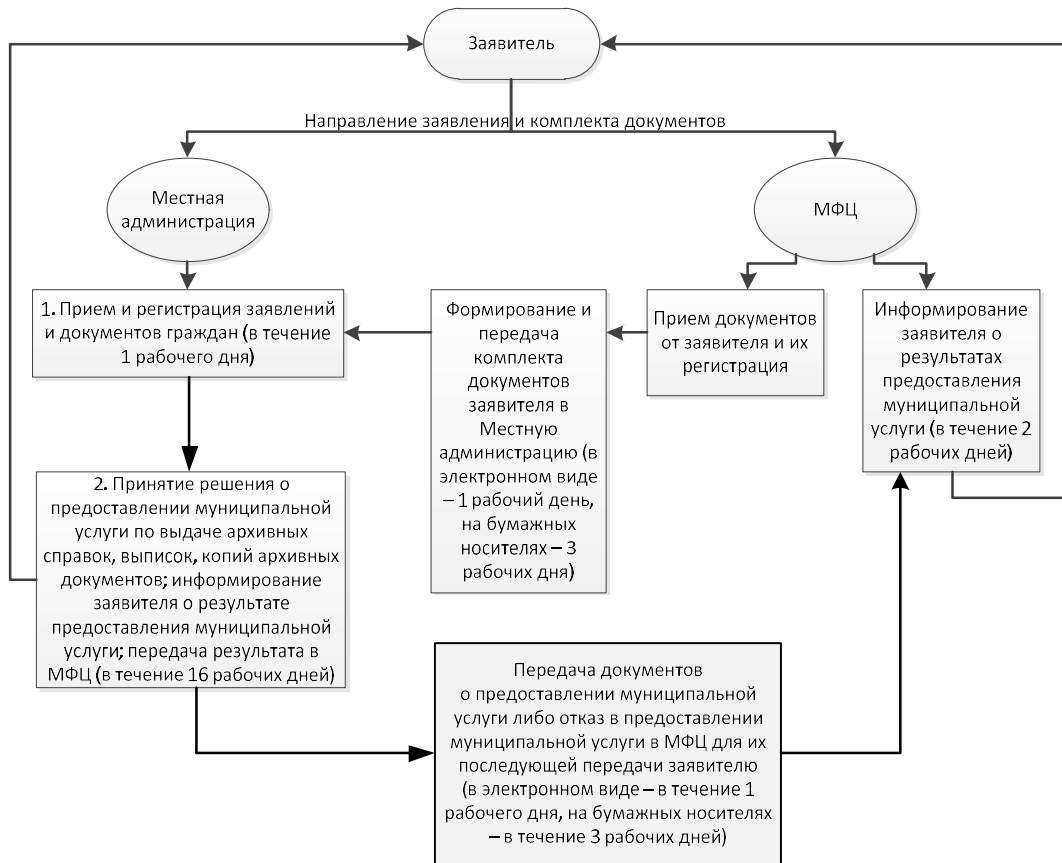 Заявитель
Направление заявления и комплекта документов
Местная
администрация
МФЦ
1. Прием и регистрация заявлений
и документов граждан (в течение
1 рабочего дня)
Формирование и
передача
комплекта
документов
заявителя в
Местную
администрацию (в
электронном виде
– 1 рабочий день,
на бумажных
носителях – 3
рабочих дня)
Прием документов
от заявителя и их
регистрация
Информирование
заявителя о
результатах
предоставления
муниципальной
услуги (в течение 2
рабочих дней)
2. Принятие решения о
предоставлении муниципальной
услуги по выдаче архивных
справок, выписок, копий архивных
документов; информирование
заявителя о результате
предоставления муниципальной
услуги; передача результата в
МФЦ (в течение 16 рабочих дней)
Передача документов
о предоставлении муниципальной
услуги либо отказ в предоставлении
муниципальной услуги в МФЦ для их
последующей передачи заявителю
(в электронном виде – в течение 1
рабочего дня, на бумажных носителях
– в течение 3 рабочих дней)